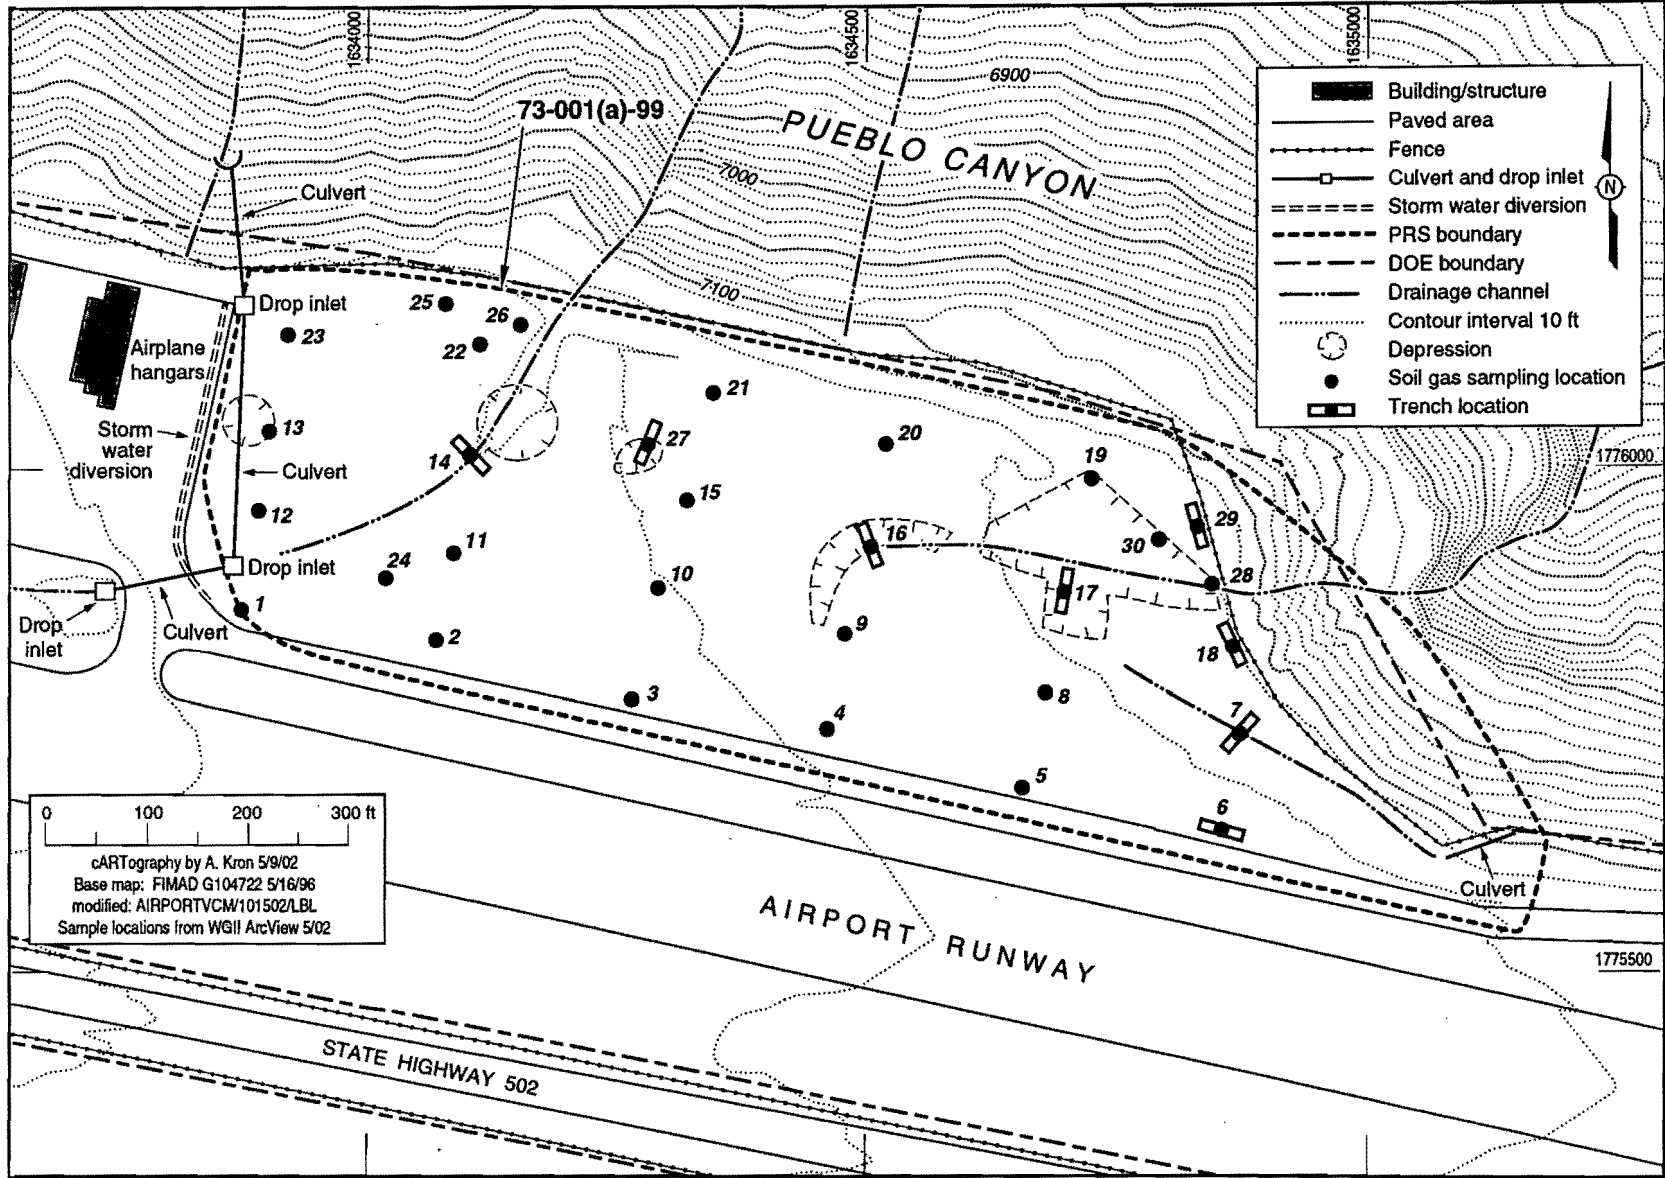 1634000
1634500
1635000
6900
73-001(a)-99
PUEBLO CANYON
7000
7100
Building/structure
Paved area
Fence
Culvert and drop inlet
Storm water diversion
PRS boundary
DOE boundary
Drainage channel
Contour interval 10 ft
Depression
Soil gas sampling location
Trench location
N
Culvert
Drop inlet
25
26
23
22
Airplane
hangars
21
13
Storm
water
diversion
14
27
20
19
1776000
Culvert
15
12
11
16
29
30
Drop inlet
24
10
28
17
1
Drop
inlet
Culvert
2
9
18
3
8
4
7
5
6
0 100 200 300 ft
cARTography by A. Kron 5/9/02
Base map: FIMAD G104722 5/16/96
modified: AIRPORTVCM/101502/LBL
Sample locations from WGII ArcView 5/02
Culvert
AIRPORT RUNWAY
1775500
STATE HIGHWAY 502